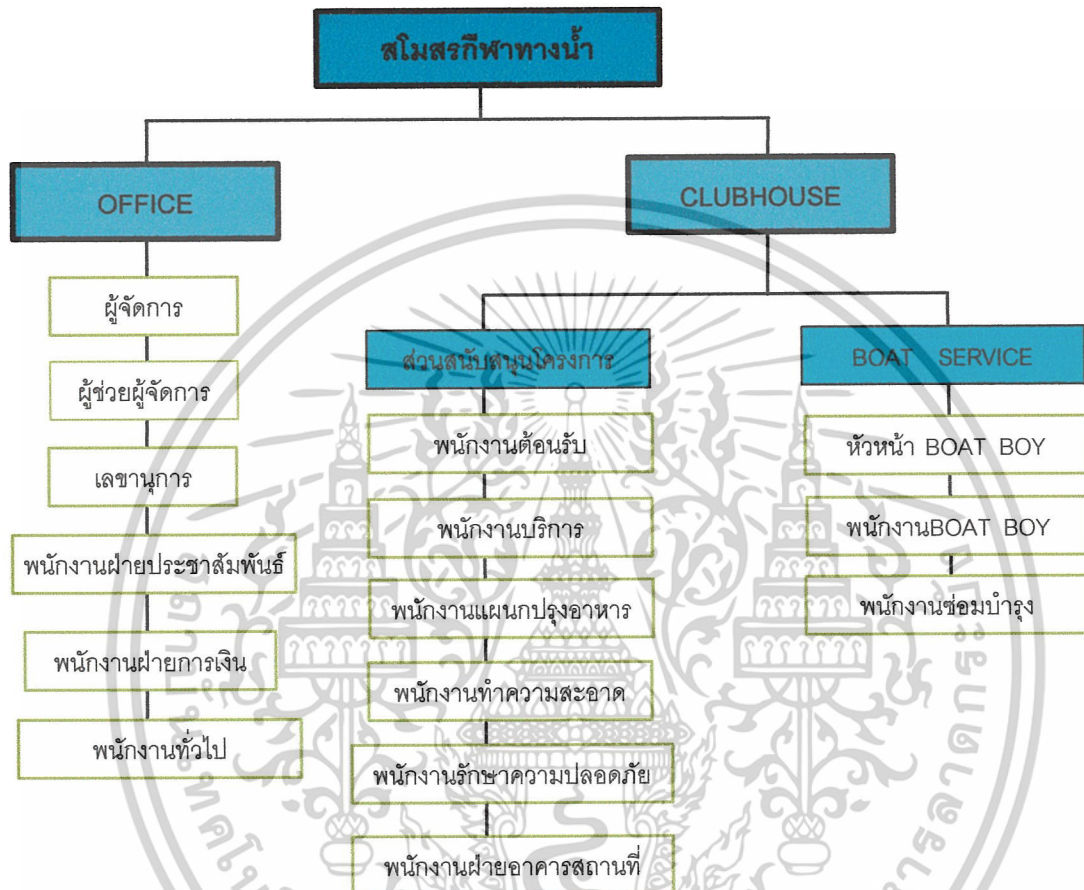 สโมสรกีฬาทางน้ำ
OFFICE
ผู้จัดการ
ผู้ช่วยผู้จัดการ
เลขานุการ
พนักงานฝ่ายประชาสัมพันธ์
พนักงานฝ่ายการเงิน
พนักงานทั่วไป
CLUBHOUSE
ส่วนสนับสนุนโครงการ
พนักงานต้อนรับ
พนักงานบริการ
พนักงานแผนกปรุงอาหาร
พนักงานทำความสะอาด
พนักงานรักษาความปลอดภัย
พนักงานฝ่ายอาคารสถานที่
BOAT SERVICE
หัวหน้า BOAT BOY
พนักงานBOAT BOY
พนักงานซ่อมบำรุง